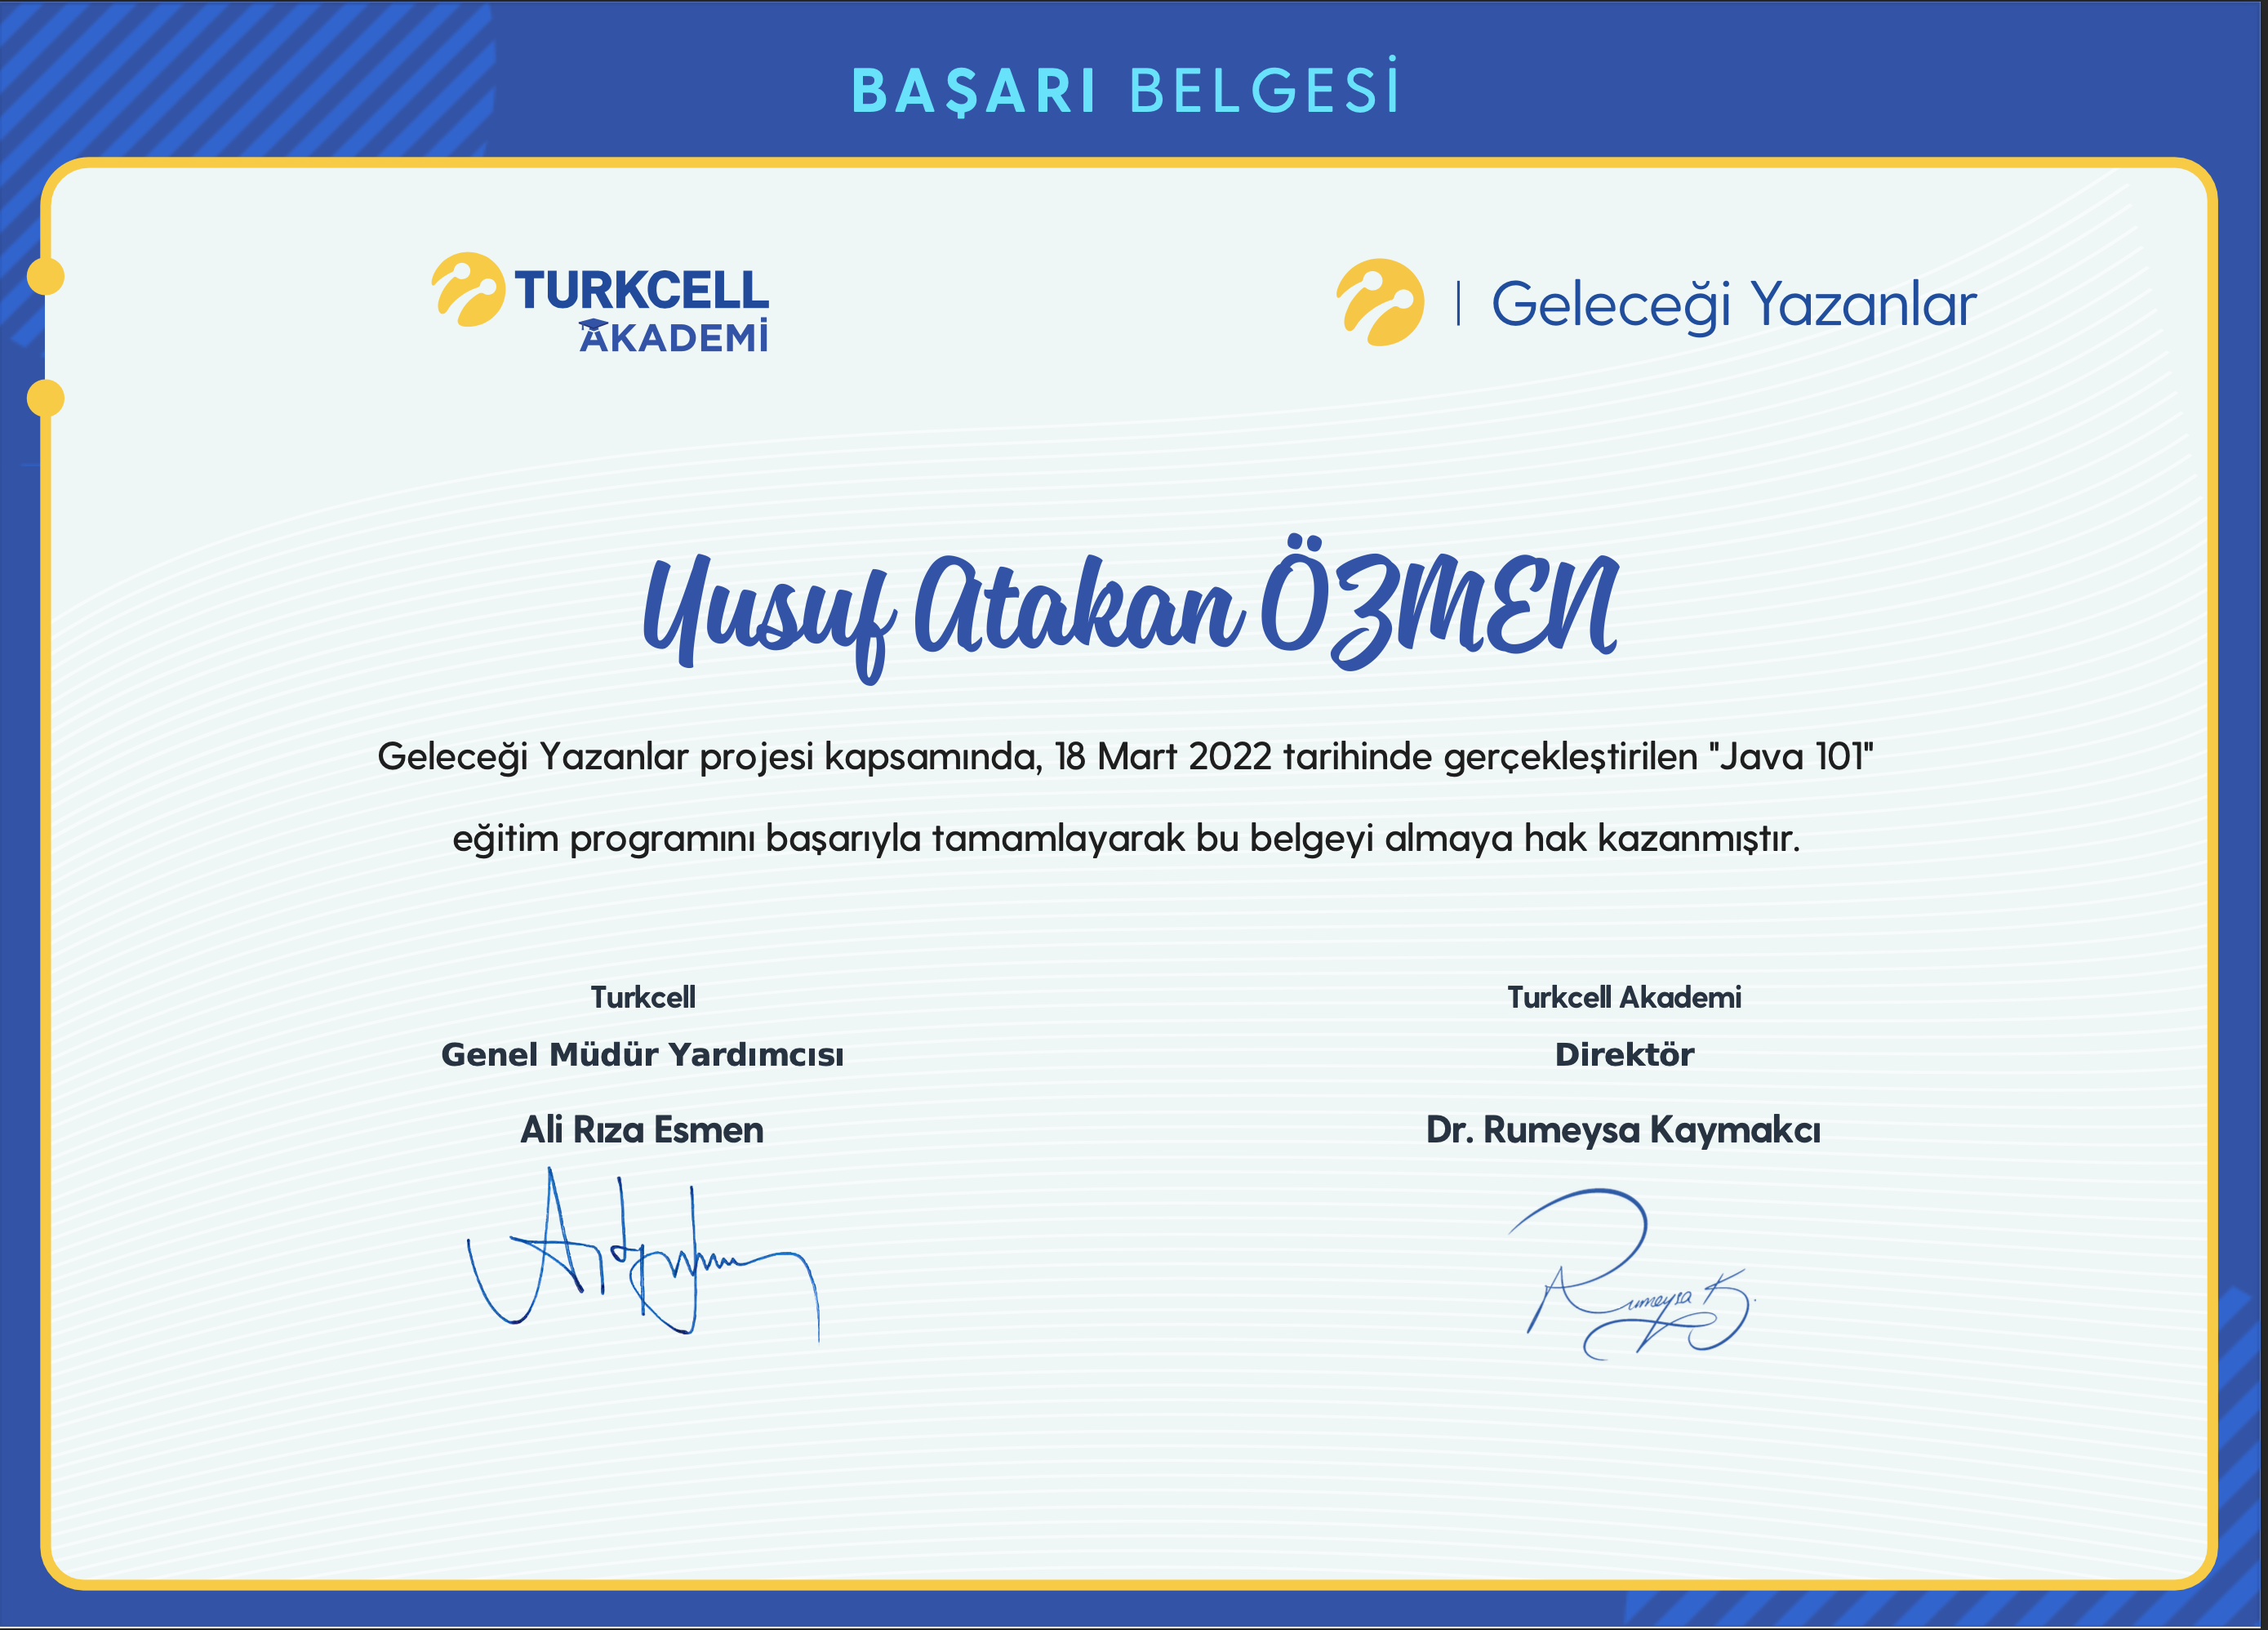 BAŞARI BELGESİ
TURKCELL
AKADEMİ
Geleceği Yazanlar
Yusuf Atakan ÖZMEN
Geleceği Yazanlar projesi kapsamında, 18 Mart 2022 tarihinde gerçekleştirilen "Java 101"
eğitim programını başarıyla tamamlayarak bu belgeyi almaya hak kazanmıştır.
Turkcell
Genel Müdür Yardımcısı
Ali Rıza Esmen
Turkcell Akademi
Direktör
Dr. Rumeysa Kaymakcı
Rumeysa K.